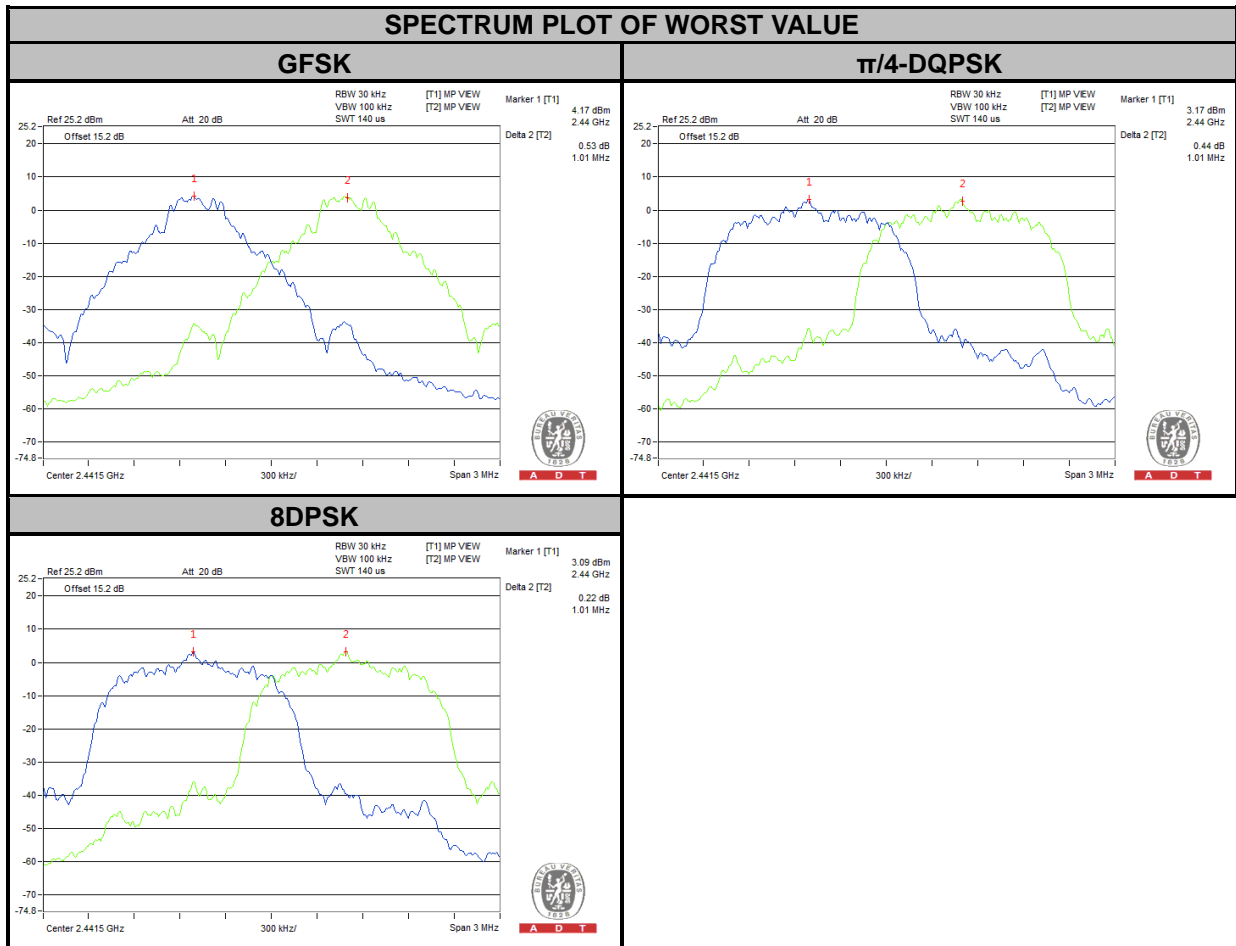 SPECTRUM PLOT OF WORST VALUE
GFSK
π/4-DQPSK
RBW 30 kHz [T1] MP VIEW
VBW 100 kHz [T2] MP VIEW
Ref 25.2 dBm Att 20 dB SWT 140 us
Marker 1 [T1]
4.17 dBm
2.44 GHz
Delta 2 [T2]
0.53 dB
1.01 MHz
25.2
Offset 15.2 dB
20
10
0
-10
-20
-30
-40
-50
-60
-70
-74.8
1
2
Center 2.4415 GHz 300 kHz/ Span 3 MHz
BUREAU VERITAS
1828
A D T
RBW 30 kHz [T1] MP VIEW
VBW 100 kHz [T2] MP VIEW
Ref 25.2 dBm Att 20 dB SWT 140 us
Marker 1 [T1]
3.17 dBm
2.44 GHz
Delta 2 [T2]
0.44 dB
1.01 MHz
25.2
Offset 15.2 dB
20
10
0
-10
-20
-30
-40
-50
-60
-70
-74.8
1
2
Center 2.4415 GHz 300 kHz/ Span 3 MHz
BUREAU VERITAS
1828
A D T
8DPSK
RBW 30 kHz [T1] MP VIEW
VBW 100 kHz [T2] MP VIEW
Ref 25.2 dBm Att 20 dB SWT 140 us
Marker 1 [T1]
3.09 dBm
2.44 GHz
Delta 2 [T2]
0.22 dB
1.01 MHz
25.2
Offset 15.2 dB
20
10
0
-10
-20
-30
-40
-50
-60
-70
-74.8
1
2
Center 2.4415 GHz 300 kHz/ Span 3 MHz
BUREAU VERITAS
1828
A D T